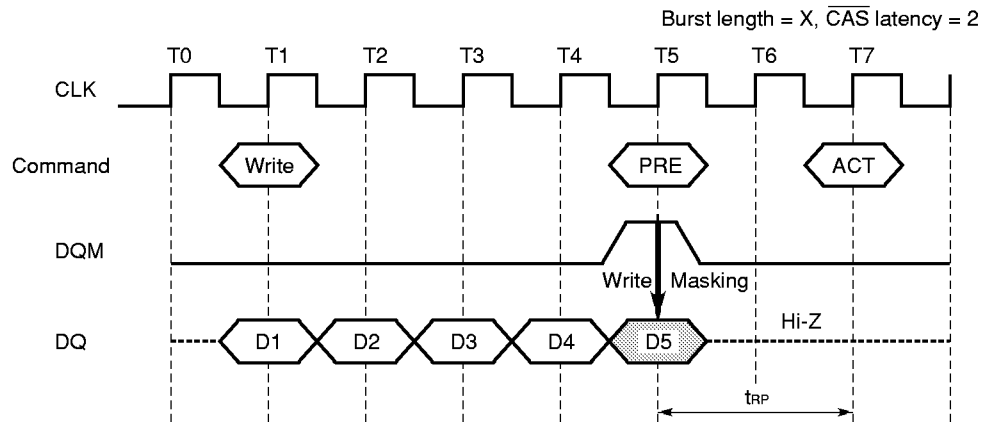 Burst length = X, CAS latency = 2
T0 T1 T2 T3 T4 T5 T6 T7
CLK
Command Write PRE ACT
DQM
Write Masking
Hi-Z
DQ D1 D2 D3 D4 D5
tRP